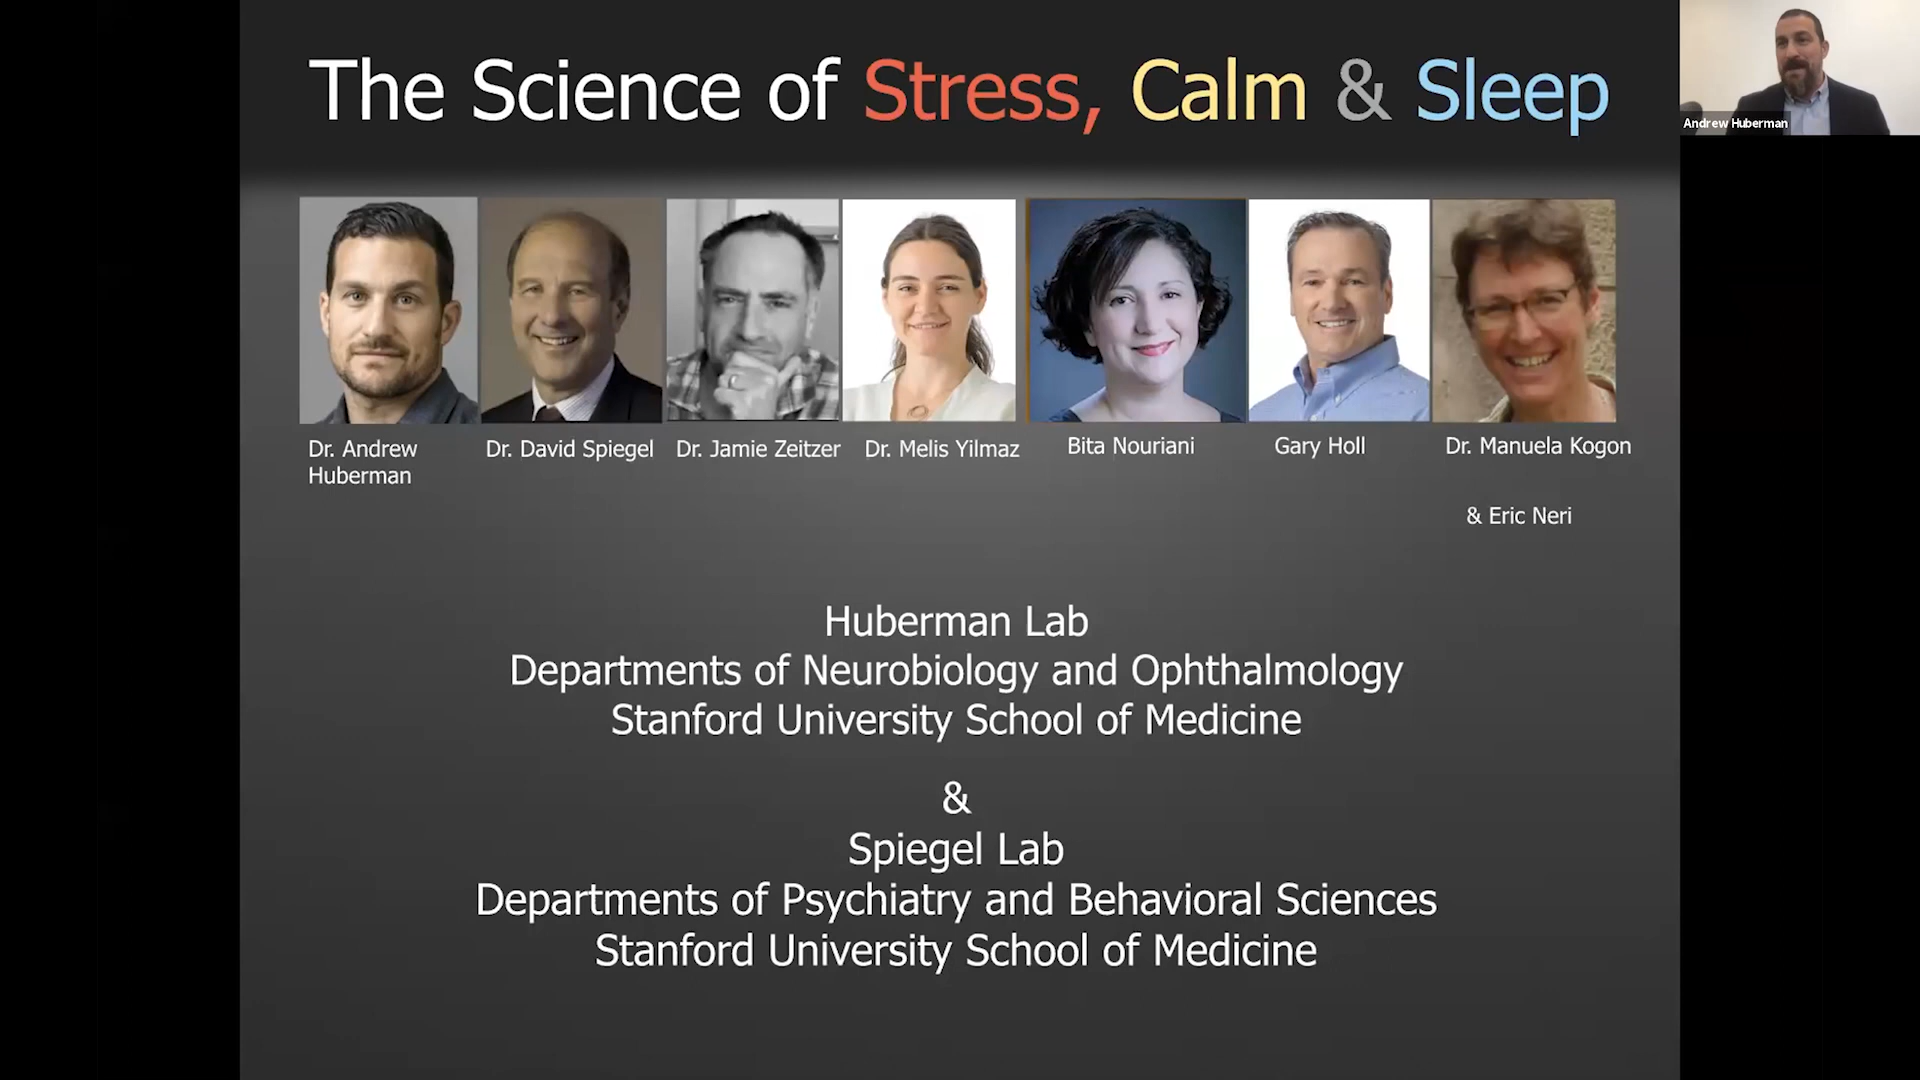 The Science of Stress, Calm & Sleep
Andrew Huberman
Dr. Andrew
Huberman
Dr. David Spiegel
Dr. Jamie Zeitzer
Dr. Melis Yilmaz
Bita Nouriani
Gary Holl
Dr. Manuela Kogon
& Eric Neri
Huberman Lab
Departments of Neurobiology and Ophthalmology
Stanford University School of Medicine
&
Spiegel Lab
Departments of Psychiatry and Behavioral Sciences
Stanford University School of Medicine